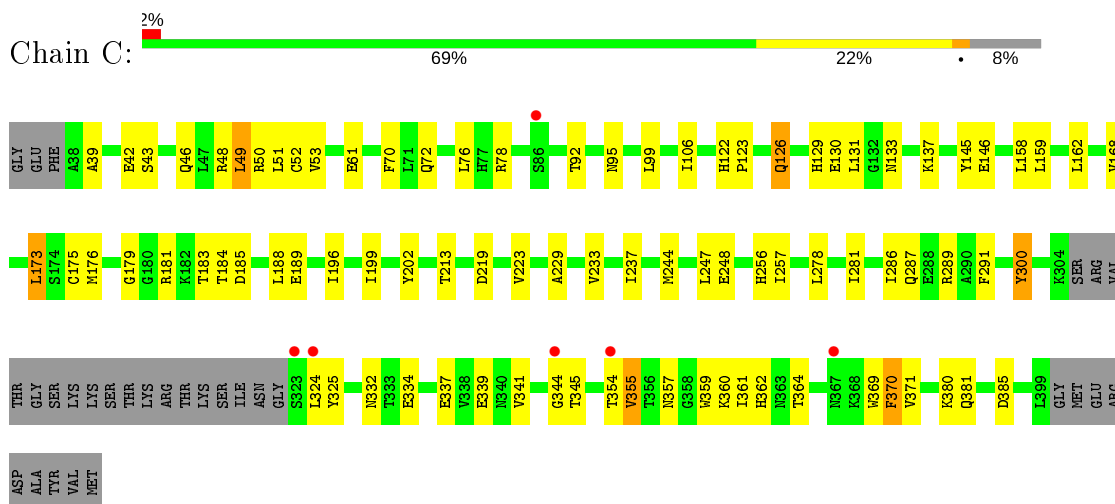 2%
Chain C:
69% 22% • 8%
GLY GLU PHE A38 A39 E42 S43 Q46 L47 R48 L49 R50 L51 C52 V53 E61 F70 L71 Q72 L76 H77 R78 S86 T92 N95 L99 I106 H122 P123 Q126 H129 E130 L131 G132 N133 K137 Y145 E146 L158 L159 L162 V168
L173 S174 C175 M176 G179 G180 R181 K182 T183 T184 D185 L188 E189 I196 I199 Y202 T213 D219 V223 A229 V233 I237 M244 L247 E248 H256 I257 L278 I281 I286 Q287 E288 R289 A290 F291 Y300 K304 SER ARG VAL
THR GLY SER LYS LYS SER THR LYS ARG THR LYS SER ILE ASN GLY S323 L324 Y325 N332 T333 E334 E337 V338 E339 N340 V341 G344 T345 T354 V355 T356 N357 G358 W359 K360 I361 H362 N363 T364 N367 K368 W369 F370 V371 K380 Q381 D385 L399 GLY MET GLU ARG
ASP ALA TYR VAL MET